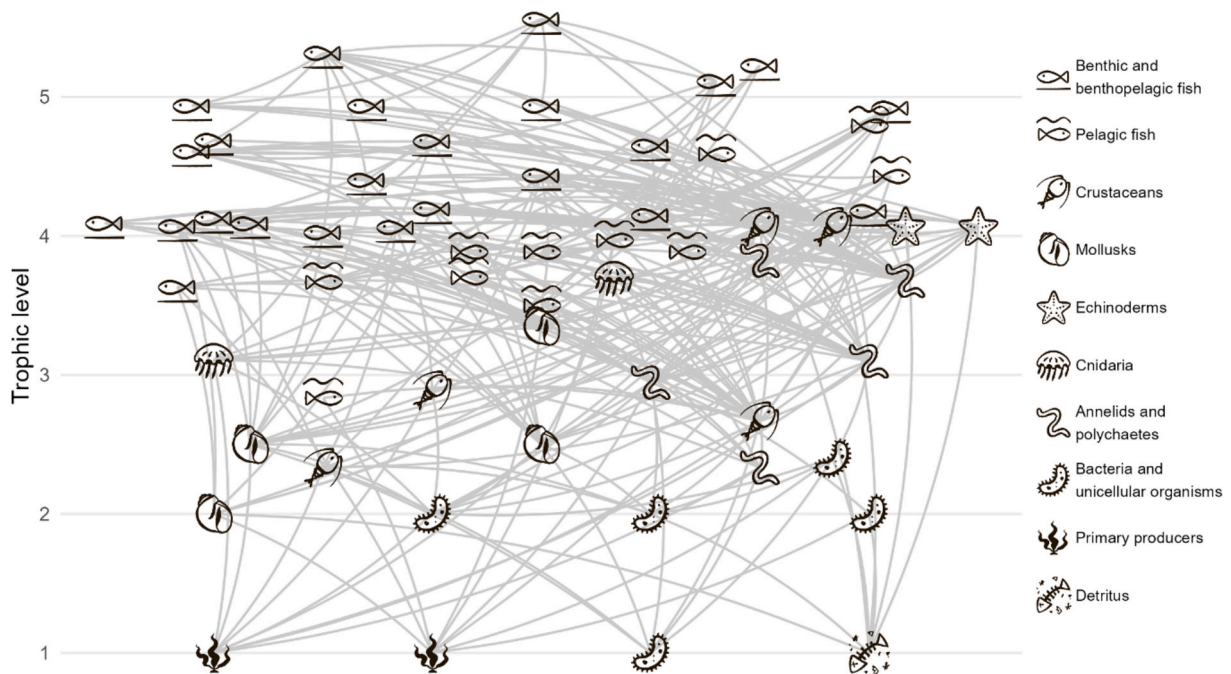 Trophic level
5
4
3
2
1
Benthic and
benthopelagic fish
Pelagic fish
Crustaceans
Mollusks
Echinoderms
Cnidaria
Annelids and
polychaetes
Bacteria and
unicellular organisms
Primary producers
Detritus